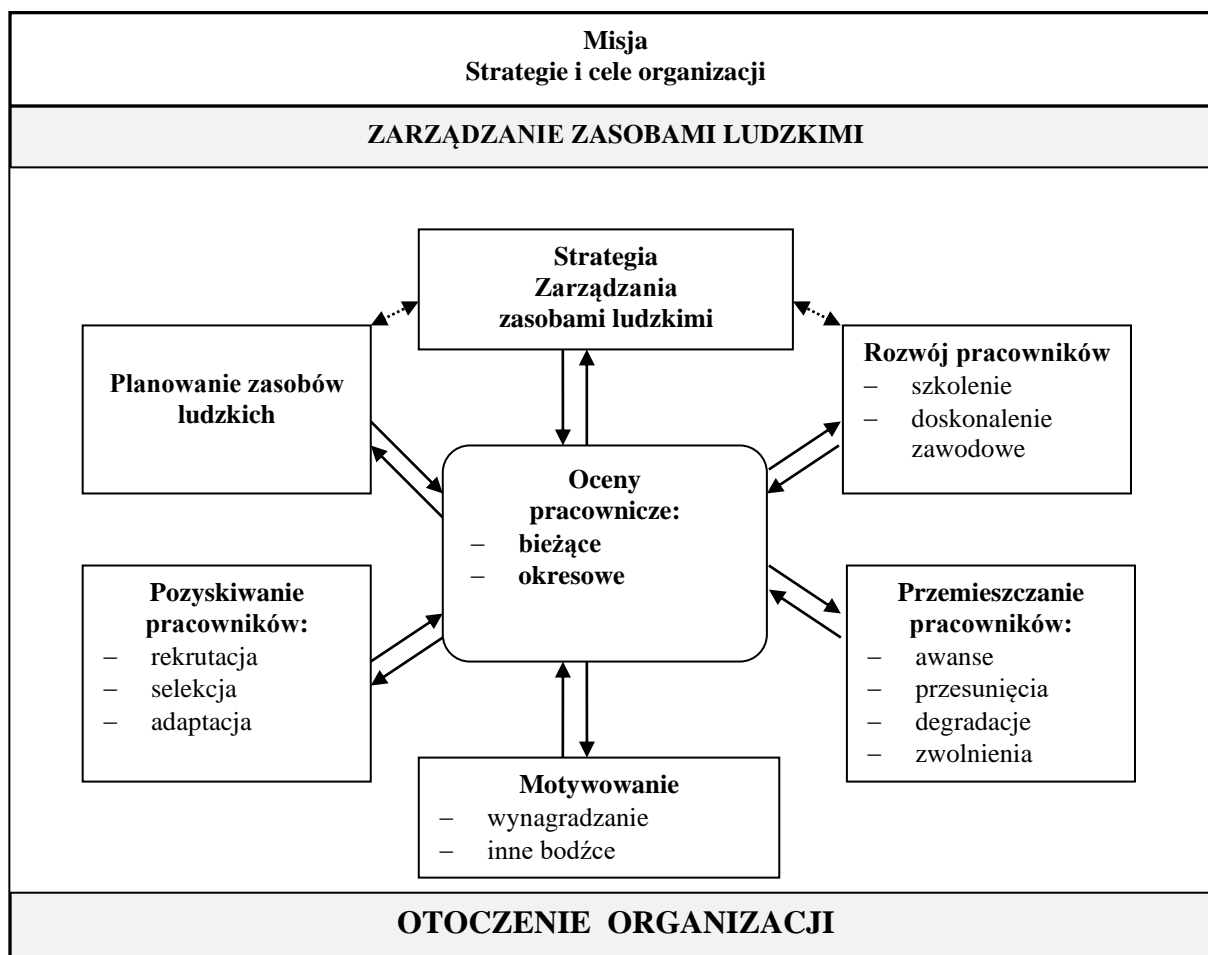 Misja
Strategie i cele organizacji
ZARZĄDZANIE ZASOBAMI LUDZKIMI
Strategia
Zarządzania
zasobami ludzkimi
Planowanie zasobów
ludzkich
Rozwój pracowników
– szkolenie
– doskonalenie
zawodowe
Oceny
pracownicze:
– bieżące
– okresowe
Pozyskiwanie
pracowników:
– rekrutacja
– selekcja
– adaptacja
Przemieszczanie
pracowników:
– awanse
– przesunięcia
– degradacje
– zwolnienia
Motywowanie
– wynagradzanie
– inne bodźce
OTOCZENIE ORGANIZACJI